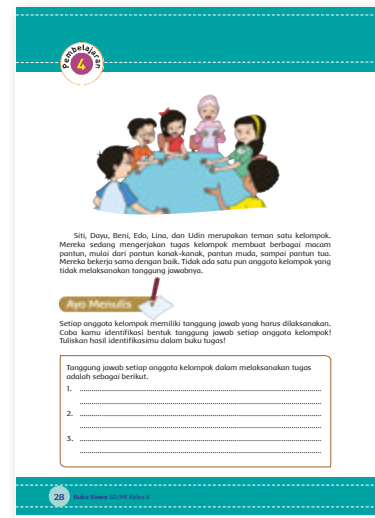 Pembelajaran
4
Siti, Dayu, Beni, Edo, Lina, dan Udin merupakan teman satu kelompok.
Mereka sedang mengerjakan tugas kelompok membuat berbagai macam
pantun, mulai dari pantun kanak-kanak, pantun muda, sampai pantun tua.
Mereka bekerja sama dengan baik. Tidak ada satu pun anggota kelompok yang
tidak melaksanakan tanggung jawabnya.
Ayo Menulis
Setiap anggota kelompok memiliki tanggung jawab yang harus dilaksanakan.
Coba kamu identifikasi bentuk tanggung jawab setiap anggota kelompok!
Tuliskan hasil identifikasimu dalam buku tugas!
Tanggung jawab setiap anggota kelompok dalam melaksanakan tugas
adalah sebagai berikut.
1.
2.
3.
28 Buku Siswa SD/MI Kelas V